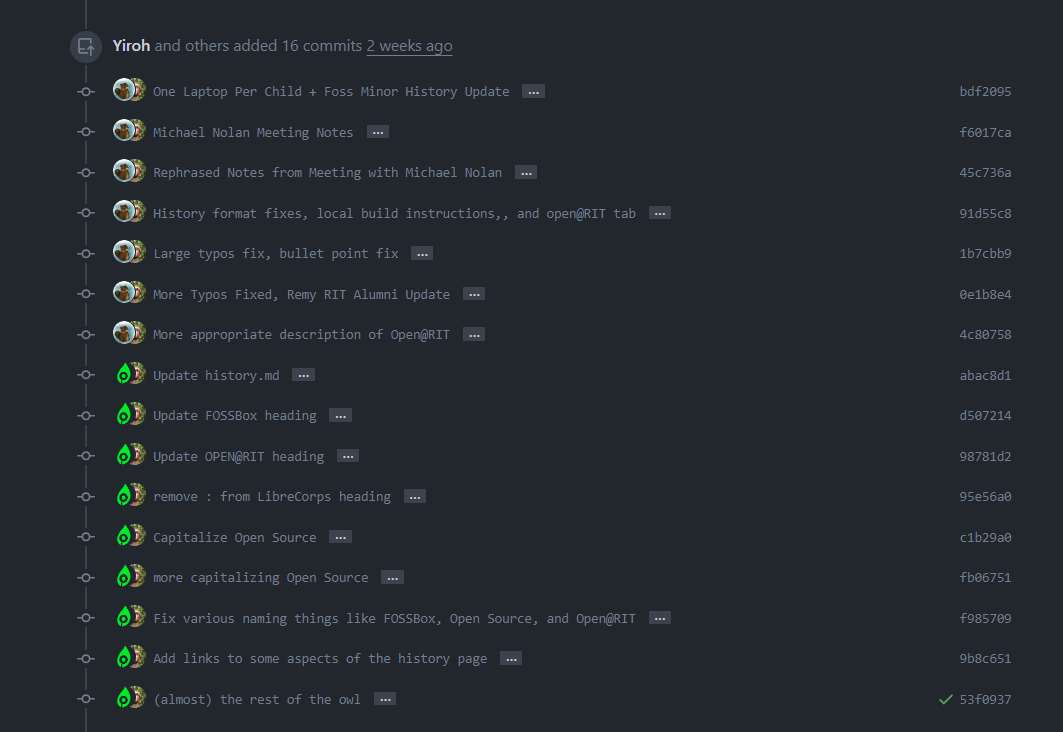 Yiroh and others added 16 commits 2 weeks ago
One Laptop Per Child + Foss Minor History Update ... bdf2095
Michael Nolan Meeting Notes ... f6017ca
Rephrased Notes from Meeting with Michael Nolan ... 45c736a
History format fixes, local build instructions,, and open@RIT tab ... 91d55c8
Large typos fix, bullet point fix ... 1b7cbb9
More Typos Fixed, Remy RIT Alumni Update ... 0e1b8e4
More appropriate description of Open@RIT ... 4c80758
Update history.md ... abac8d1
Update FOSSBox heading ... d507214
Update OPEN@RIT heading ... 98781d2
remove : from LibreCorps heading ... 95e56a0
Capitalize Open Source ... c1b29a0
more capitalizing Open Source ... fb06751
Fix various naming things like FOSSBox, Open Source, and Open@RIT ... f985709
Add links to some aspects of the history page ... 9b8c651
(almost) the rest of the owl ... 53f0937